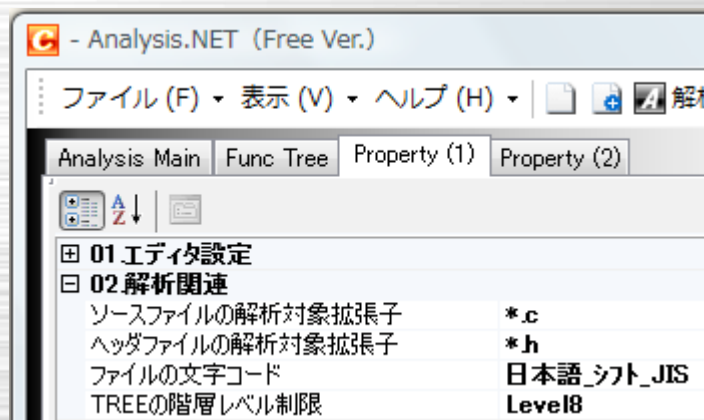 - Analysis.NET (Free Ver.)
ファイル (F) 表示 (V) ヘルプ (H) 解析
Analysis Main Func Tree Property (1) Property (2)
01.エディタ設定
02.解析関連
ソースファイルの解析対象拡張子 *.c
ヘッダファイルの解析対象拡張子 *.h
ファイルの文字コード 日本語_シフト_JIS
TREEの階層レベル制限 Level8